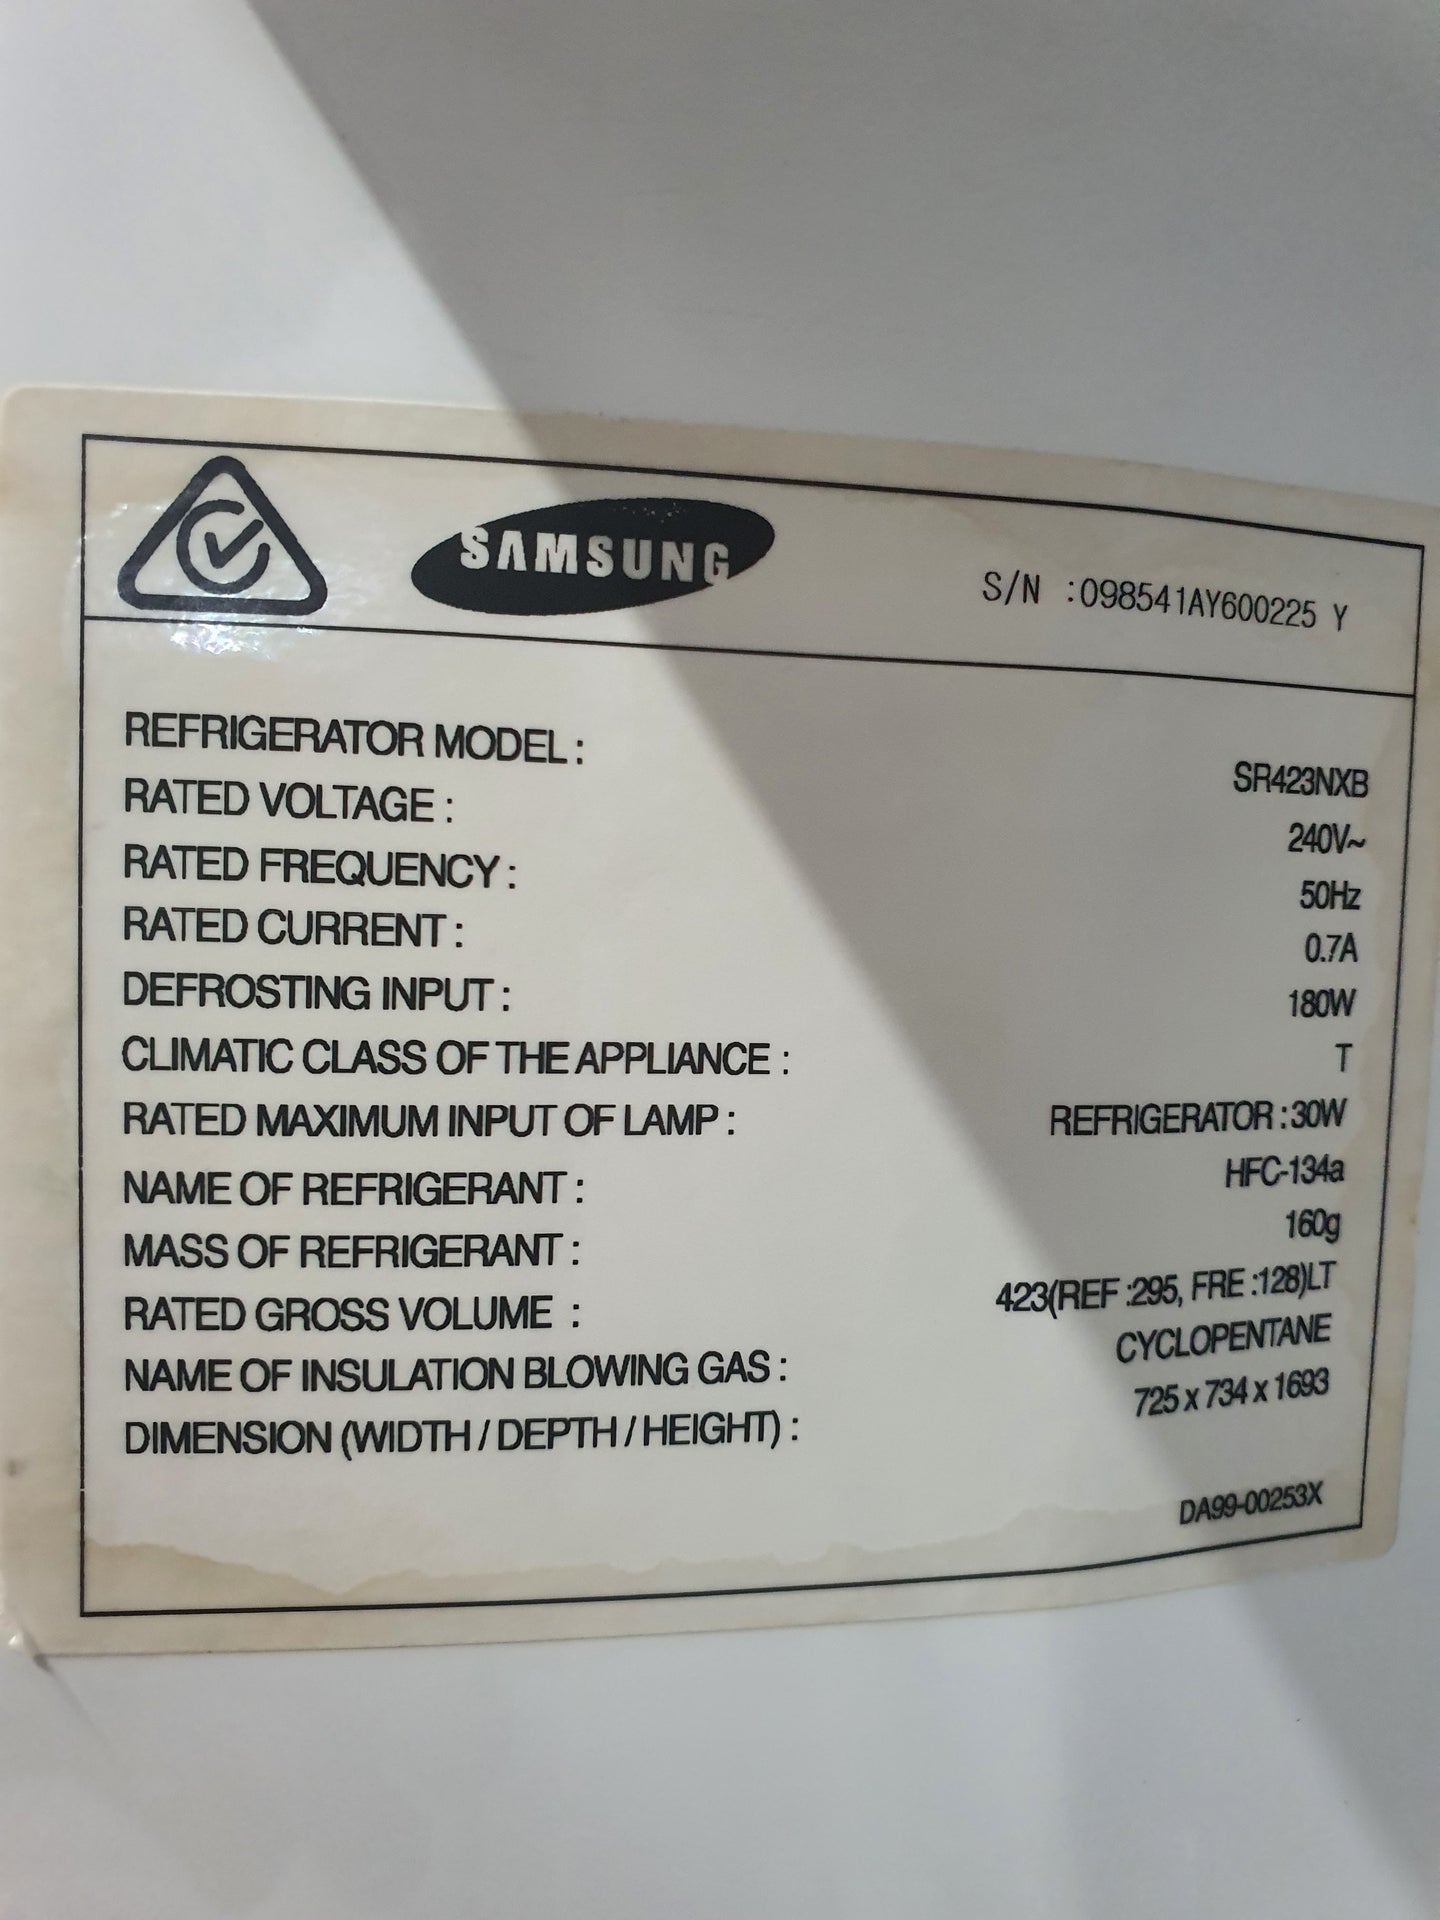 SAMSUNG
S/N :098541AY600225 Y
REFRIGERATOR MODEL : SR423NXB
RATED VOLTAGE : 240V~
RATED FREQUENCY : 50Hz
RATED CURRENT : 0.7A
DEFROSTING INPUT : 180W
CLIMATIC CLASS OF THE APPLIANCE : T
RATED MAXIMUM INPUT OF LAMP : REFRIGERATOR : 30W
NAME OF REFRIGERANT : HFC-134a
MASS OF REFRIGERANT : 160g
RATED GROSS VOLUME : 423(REF :295, FRE :128)LT
NAME OF INSULATION BLOWING GAS : CYCLOPENTANE
DIMENSION (WIDTH / DEPTH / HEIGHT) : 725 x 734 x 1693
DA99-00253X